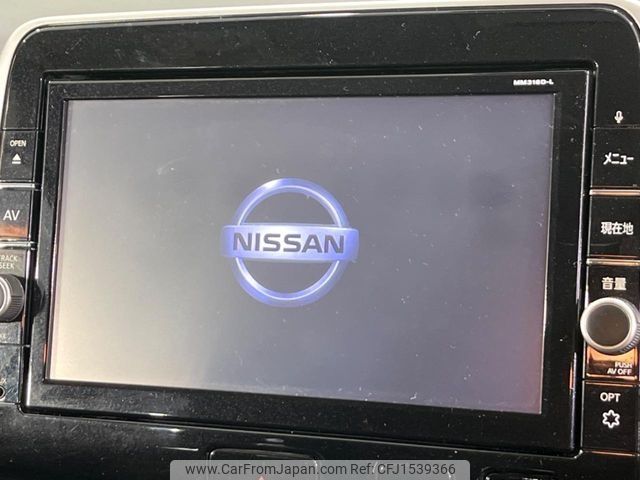 MM318D-L
OPEN
AV
TRACK
SEEK
NISSAN
メニュー
現在地
音量
PUSH
AV OFF
OPT
www.CarFromJapan.com Ref:CFJ1539366